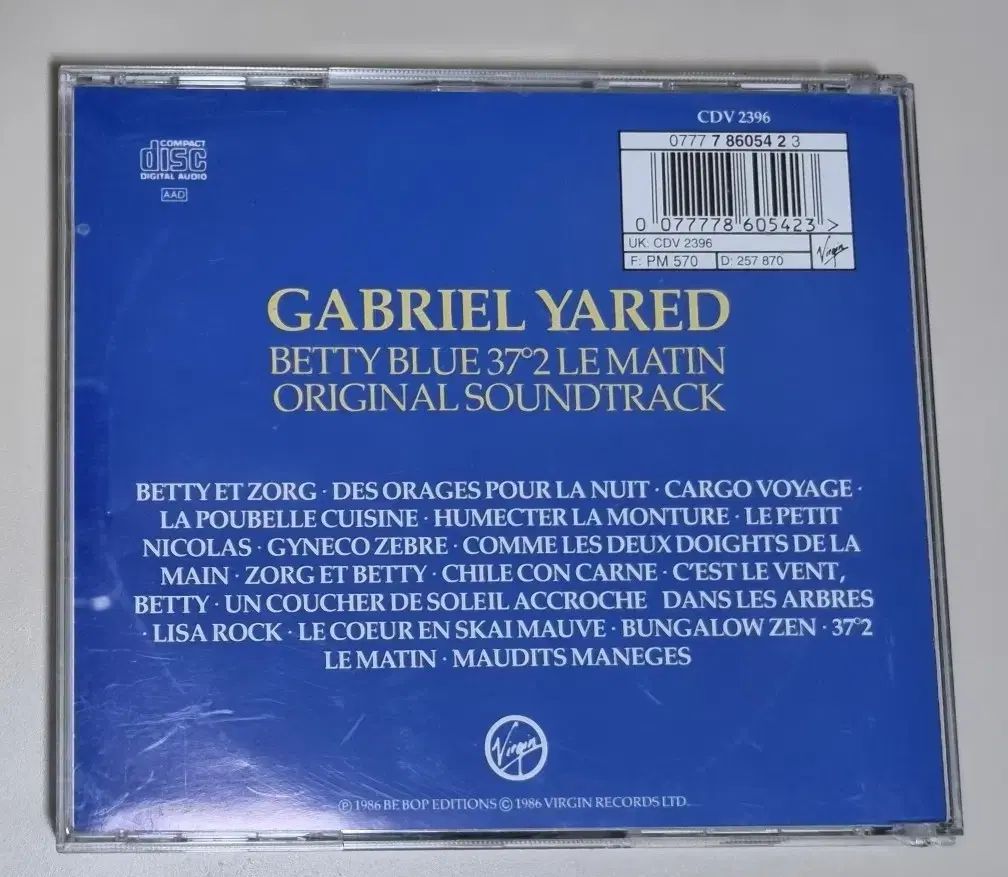 CDV 2396
COMPACT
disc
DIGITAL AUDIO
AAD
0777 7 86054 2 3
0 077778 605423 >
UK: CDV 2396
F: PM 570 D: 257 870
Virgin
GABRIEL YARED
BETTY BLUE 37°2 LE MATIN
ORIGINAL SOUNDTRACK
BETTY ET ZORG · DES ORAGES POUR LA NUIT · CARGO VOYAGE ·
LA POUBELLE CUISINE · HUMECTER LA MONTURE · LE PETIT
NICOLAS · GYNECO ZEBRE · COMME LES DEUX DOIGHTS DE LA
MAIN · ZORG ET BETTY · CHILE CON CARNE · C'EST LE VENT,
BETTY · UN COUCHER DE SOLEIL ACCROCHE DANS LES ARBRES
· LISA ROCK · LE COEUR EN SKAI MAUVE · BUNGALOW ZEN · 37°2
LE MATIN · MAUDITS MANEGES
Virgin
℗ 1986 BE BOP EDITIONS © 1986 VIRGIN RECORDS LTD.